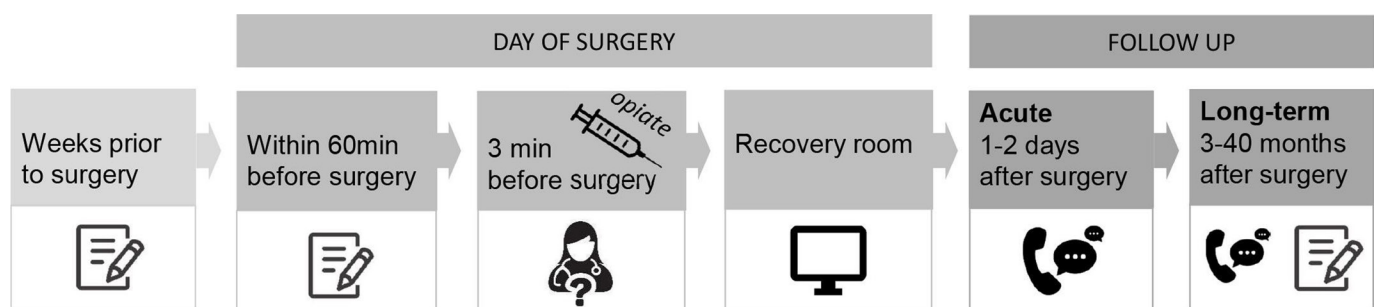 DAY OF SURGERY
FOLLOW UP
Weeks prior
to surgery
Within 60min
before surgery
opiate
3 min
before surgery
Recovery room
Acute
1-2 days
after surgery
Long-term
3-40 months
after surgery
?